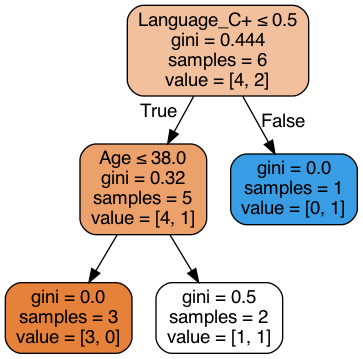 Language_C+ ≤ 0.5
gini = 0.444
samples = 6
value = [4, 2]
True
False
Age ≤ 38.0
gini = 0.32
samples = 5
value = [4, 1]
gini = 0.0
samples = 1
value = [0, 1]
gini = 0.0
samples = 3
value = [3, 0]
gini = 0.5
samples = 2
value = [1, 1]